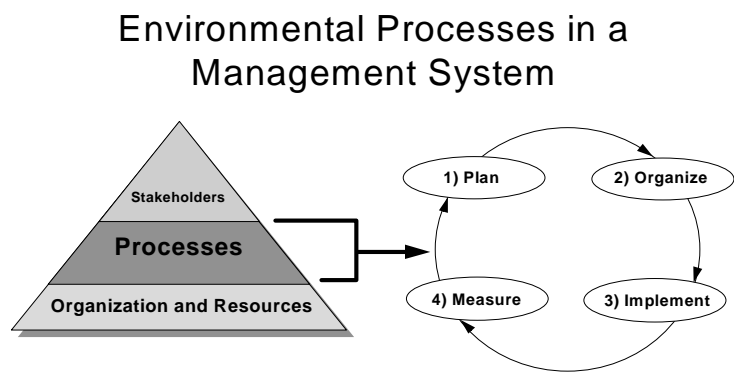 Environmental Processes in a
Management System
Stakeholders
Processes
Organization and Resources
1) Plan
2) Organize
4) Measure
3) Implement